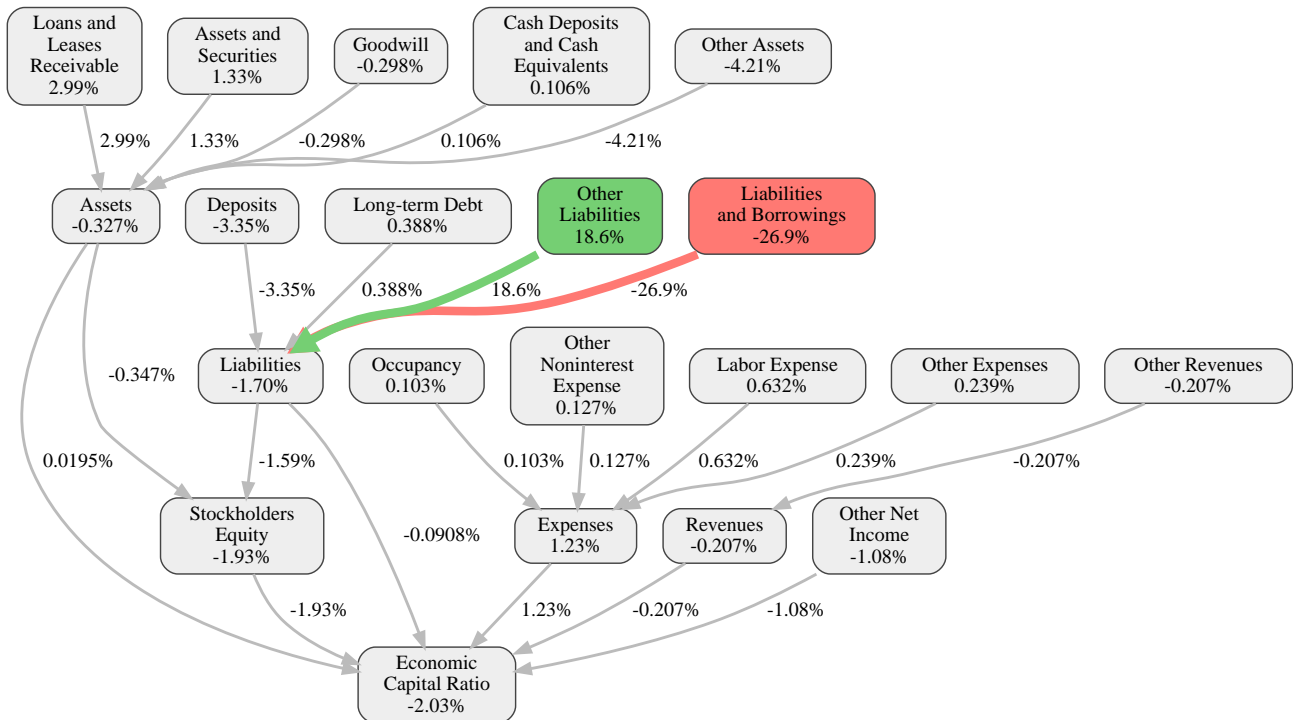 Loans and
Leases
Receivable
2.99%
Assets and
Securities
1.33%
Goodwill
-0.298%
Cash Deposits
and Cash
Equivalents
0.106%
Other Assets
-4.21%
2.99%
1.33%
-0.298%
0.106%
-4.21%
Assets
-0.327%
Deposits
-3.35%
Long-term Debt
0.388%
Other
Liabilities
18.6%
Liabilities
and Borrowings
-26.9%
-3.35%
0.388%
18.6%
-26.9%
-0.347%
Liabilities
-1.70%
Occupancy
0.103%
Other
Noninterest
Expense
0.127%
Labor Expense
0.632%
Other Expenses
0.239%
Other Revenues
-0.207%
0.0195%
-1.59%
0.103%
0.127%
0.632%
0.239%
-0.207%
Stockholders
Equity
-1.93%
-0.0908%
Expenses
1.23%
Revenues
-0.207%
Other Net
Income
-1.08%
-1.93%
1.23%
-0.207%
-1.08%
Economic
Capital Ratio
-2.03%